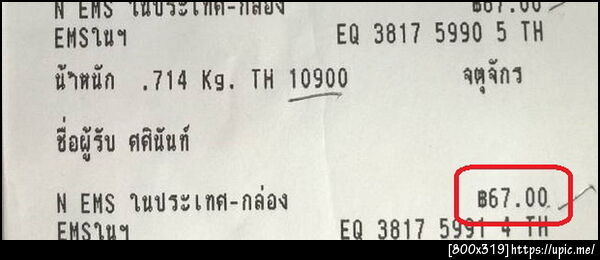 N EMS ในประเทศ-กล่อง ฿67.00
EMSในฯ EQ 3817 5990 5 TH
น้ำหนัก .714 Kg. TH 10900 จตุจักร
ชื่อผู้รับ ศศินันท์
N EMS ในประเทศ-กล่อง ฿67.00
EMSในฯ EQ 3817 5991 4 TH
[800x319]https://upic.me/